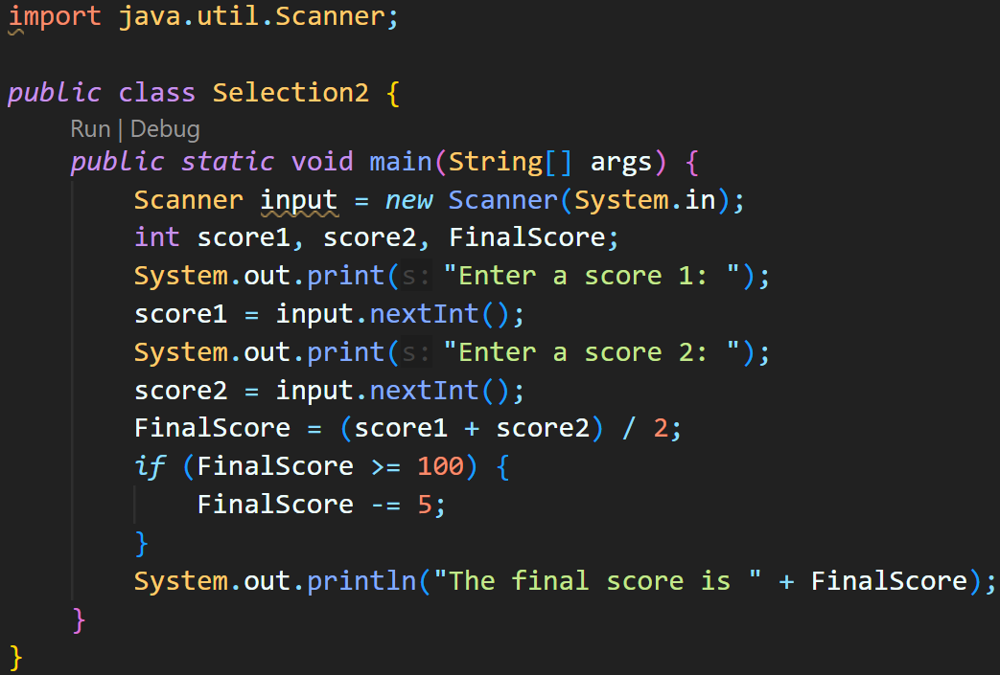 import java.util.Scanner;
public class Selection2 {
Run | Debug
public static void main(String[] args) {
Scanner input = new Scanner(System.in);
int score1, score2, FinalScore;
System.out.print(s: "Enter a score 1: ");
score1 = input.nextInt();
System.out.print(s: "Enter a score 2: ");
score2 = input.nextInt();
FinalScore = (score1 + score2) / 2;
if (FinalScore >= 100) {
FinalScore -= 5;
}
System.out.println("The final score is " + FinalScore);
}
}